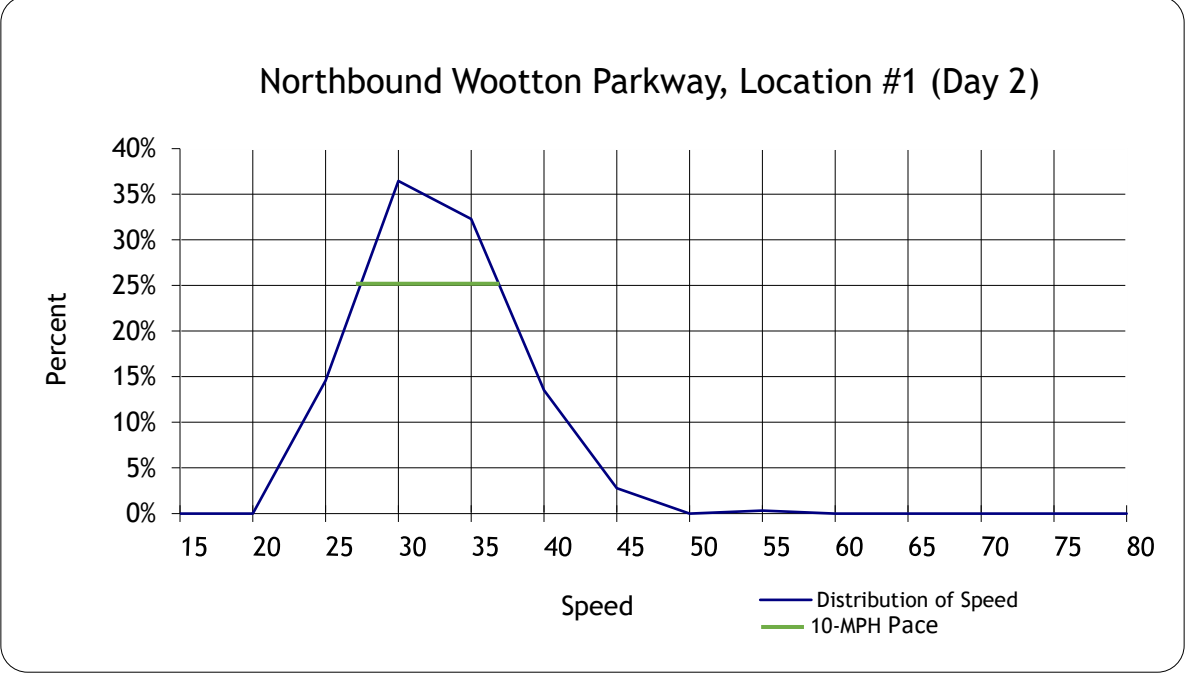 Northbound Wootton Parkway, Location #1 (Day 2)
40%
35%
30%
25%
20%
15%
10%
5%
0%
Percent
15 20 25 30 35 40 45 50 55 60 65 70 75 80
Speed
Distribution of Speed
10-MPH Pace